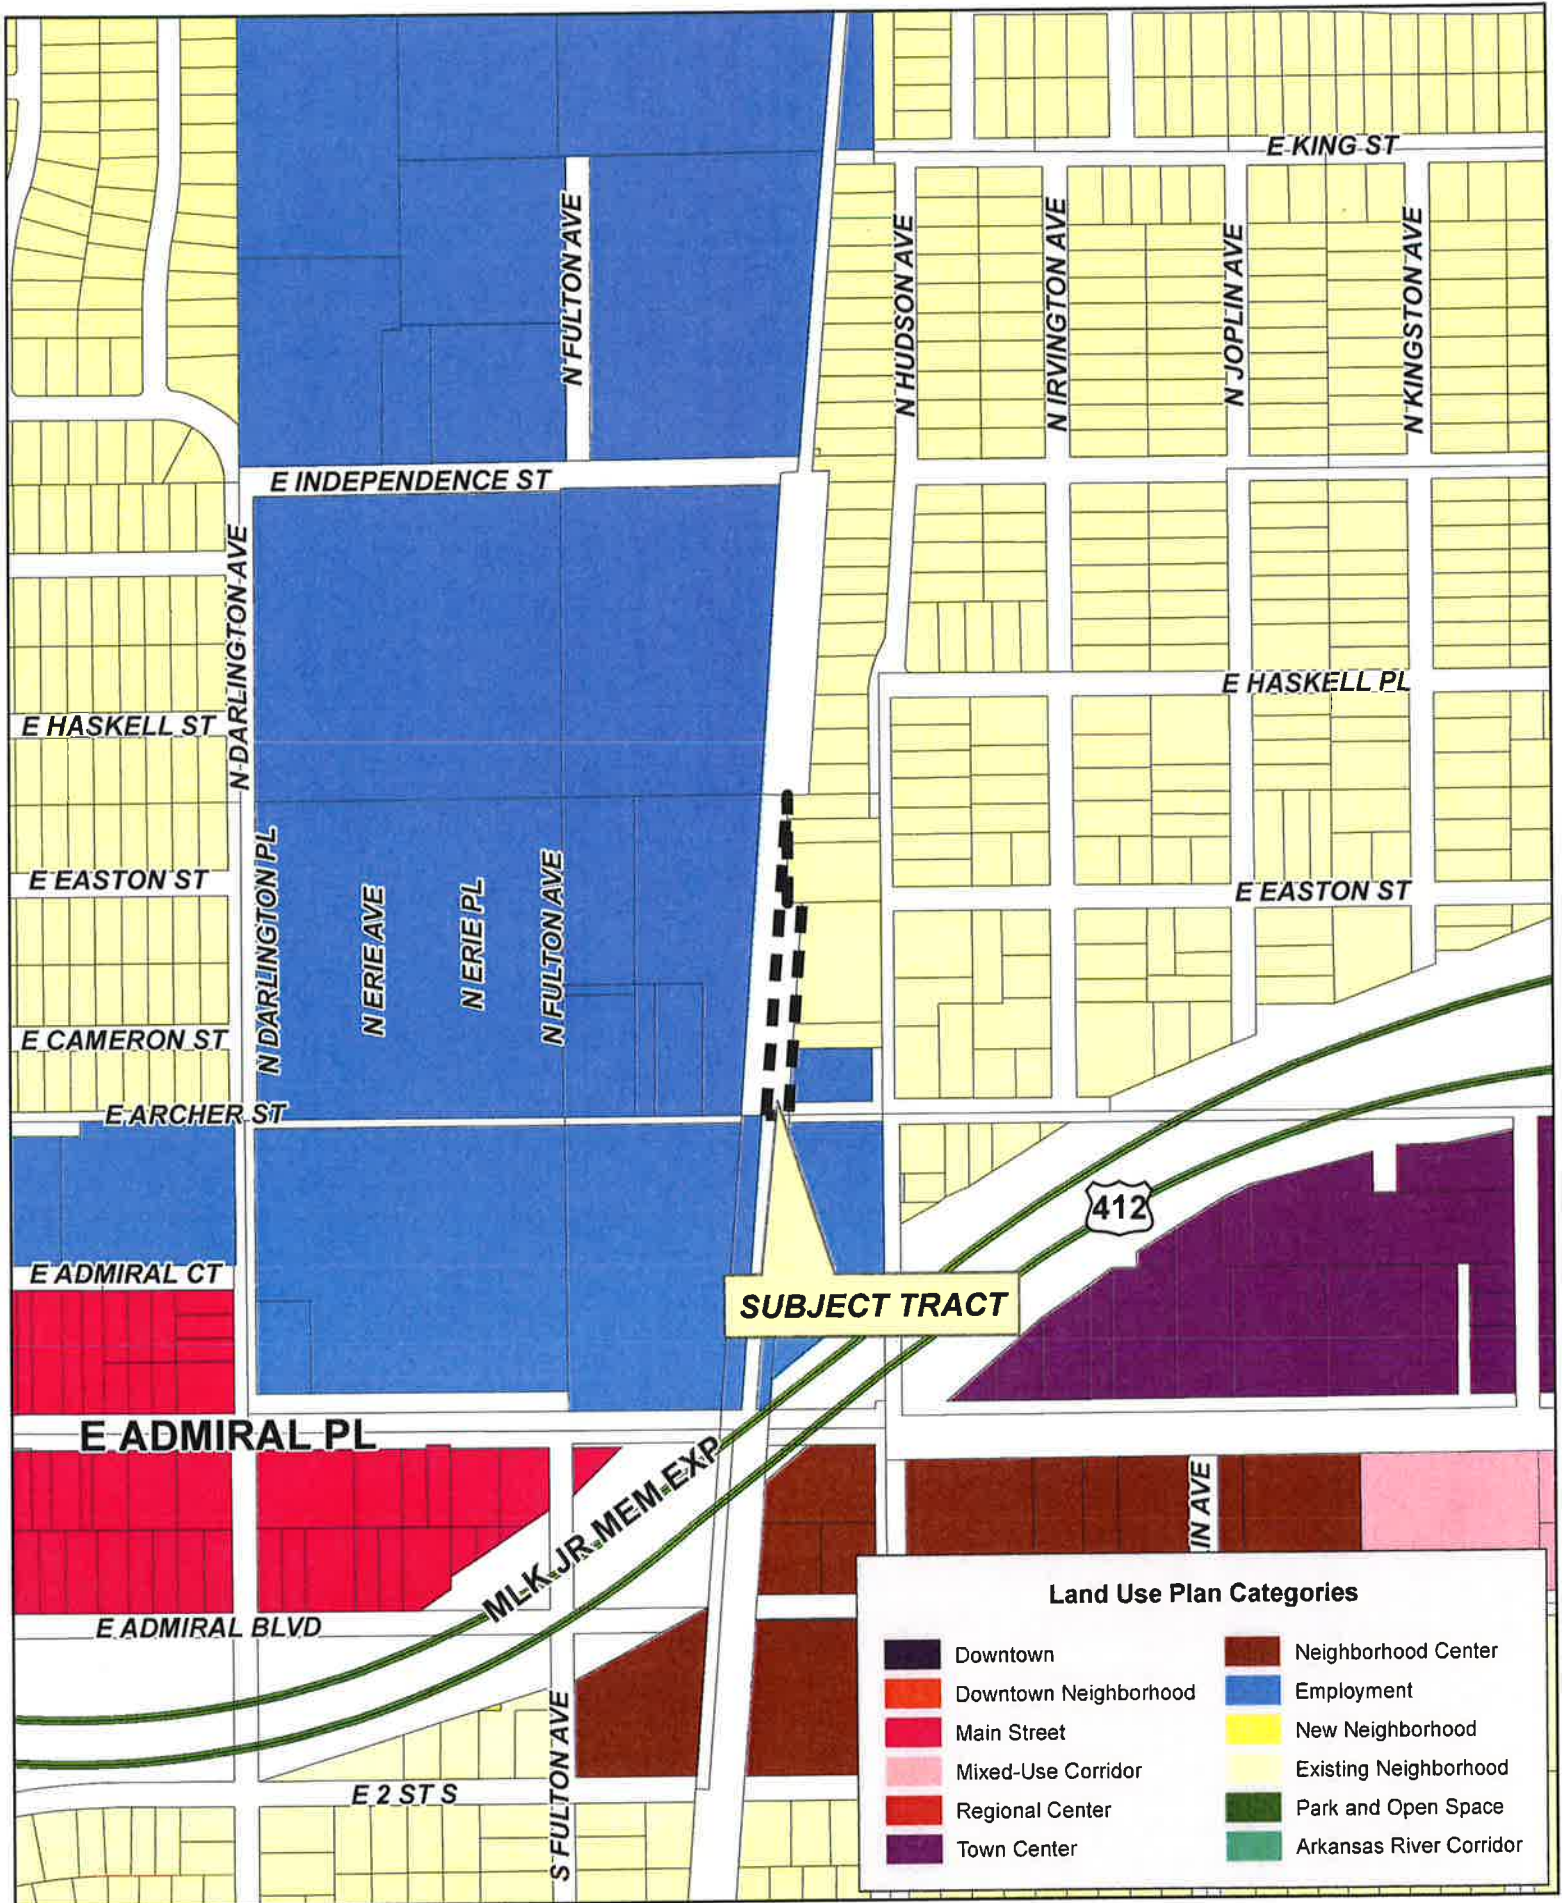 E KING ST
N FULTON AVE
N HUDSON AVE
N IRVINGTON AVE
N JOPLIN AVE
N KINGSTON AVE
E INDEPENDENCE ST
N DARLINGTON AVE
E HASKELL PL
E HASKELL ST
E EASTON ST
E EASTON ST
N DARLINGTON PL
N ERIE AVE
N ERIE PL
N FULTON AVE
E CAMERON ST
E ARCHER ST
412
E ADMIRAL CT
SUBJECT TRACT
E ADMIRAL PL
MLK JR MEM EXP
IN AVE
E ADMIRAL BLVD
S FULTON AVE
E 2 ST S
Land Use Plan Categories
Downtown
Downtown Neighborhood
Main Street
Mixed-Use Corridor
Regional Center
Town Center
Neighborhood Center
Employment
New Neighborhood
Existing Neighborhood
Park and Open Space
Arkansas River Corridor